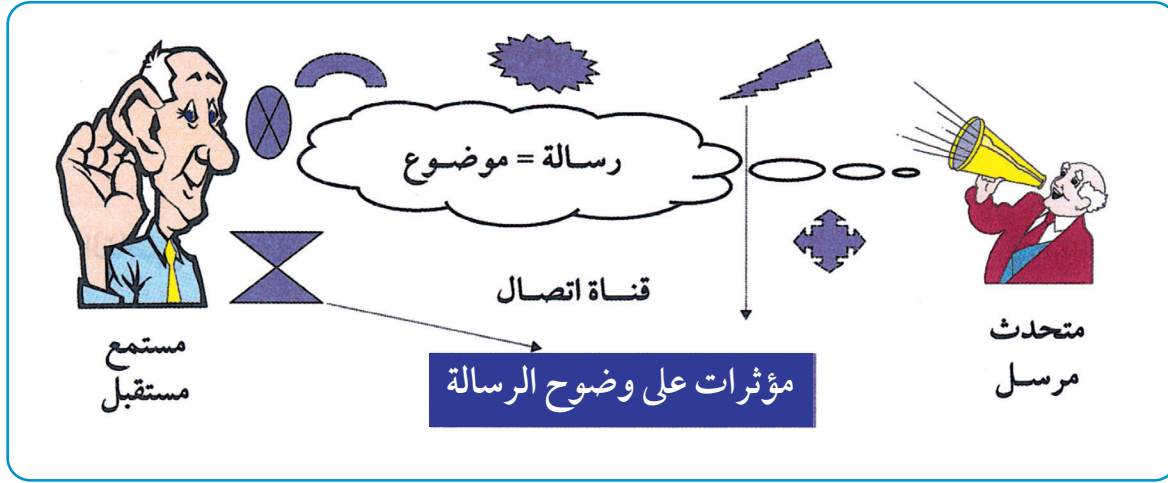 رسالة = موضوع
قناة اتصال
متحدث
مرسل
مستمع
مستقبل
مؤثرات على وضوح الرسالة